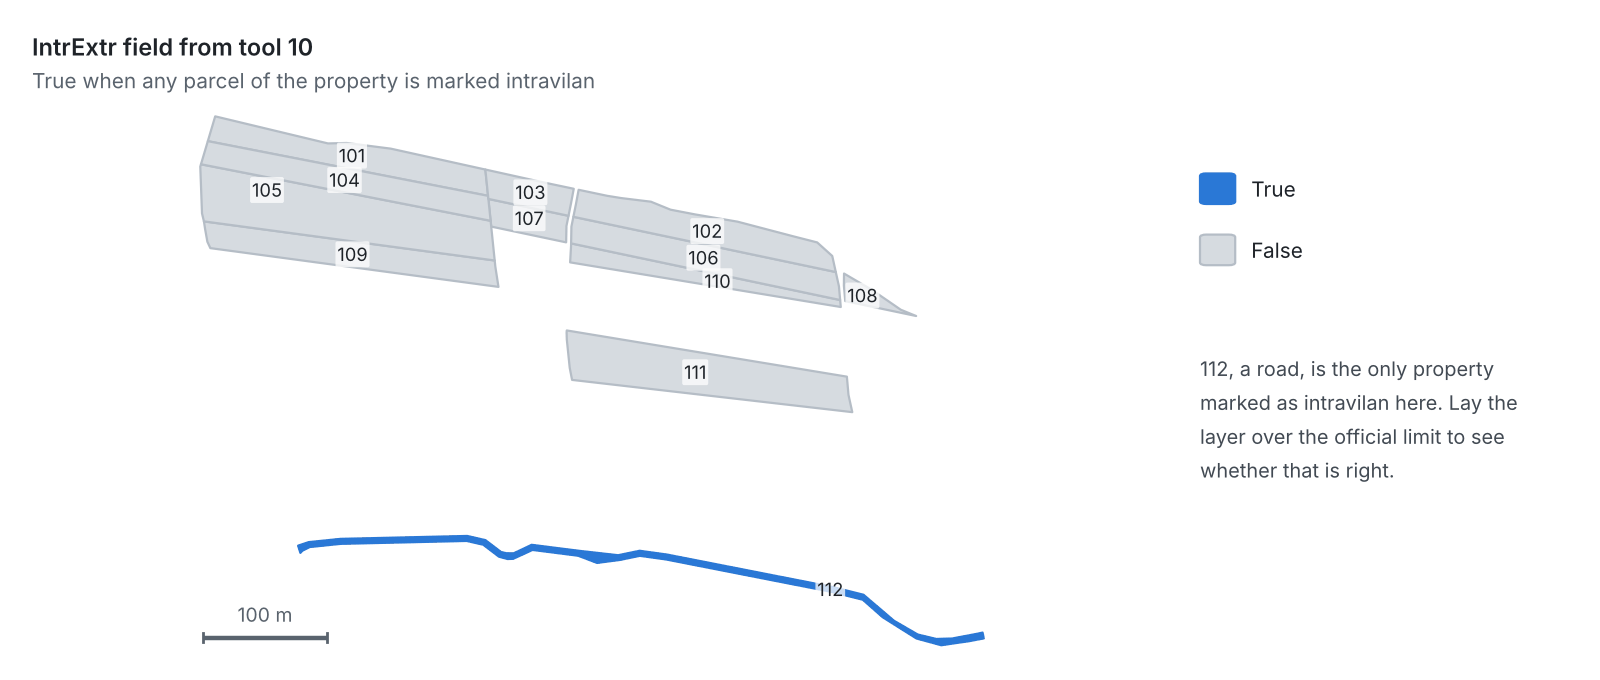 IntrExtr field from tool 10
True when any parcel of the property is marked intravilan
101
104
105
103
107
109
102
106
110
108
111
112
100 m
True
False
112, a road, is the only property
marked as intravilan here. Lay the
layer over the official limit to see
whether that is right.